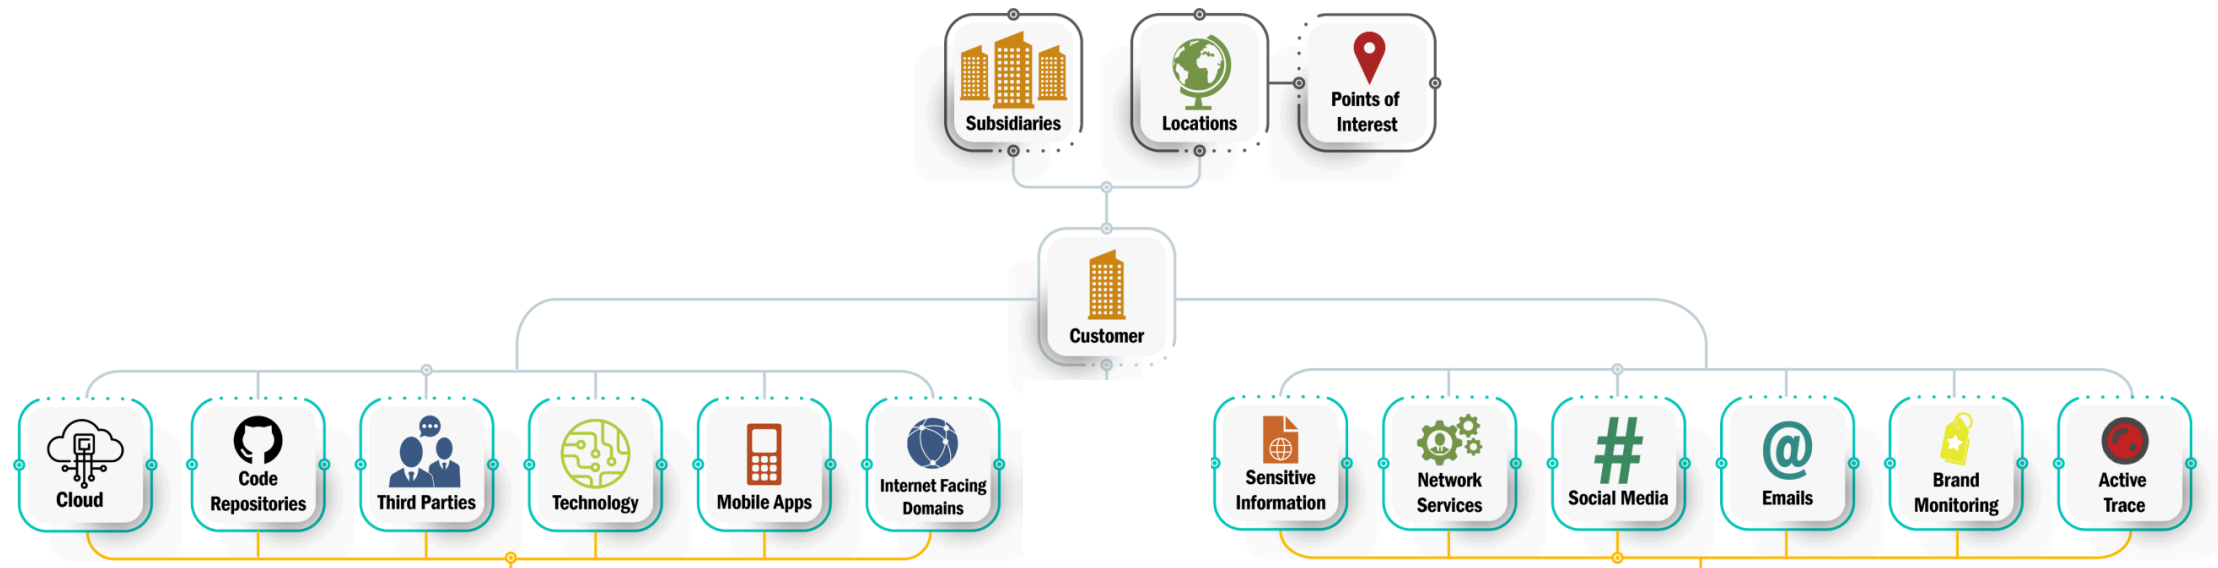 Subsidiaries
Locations
Points of
Interest
Customer
Cloud
Code
Repositories
Third Parties
Technology
Mobile Apps
Internet Facing
Domains
Sensitive
Information
Network
Services
#
Social Media
@
Emails
Brand
Monitoring
Active
Trace